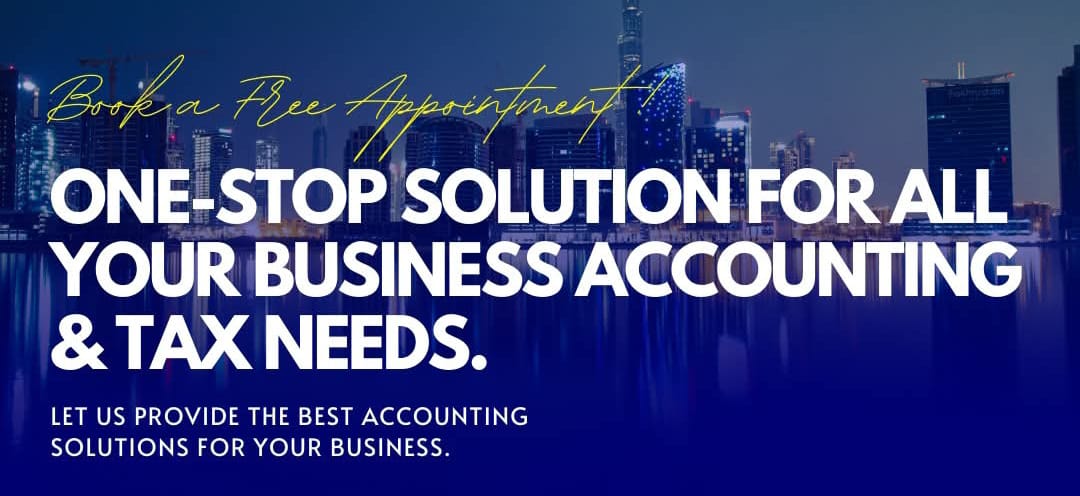 Book a Free Appointment !
ONE-STOP SOLUTION FOR ALL
YOUR BUSINESS ACCOUNTING
& TAX NEEDS.
LET US PROVIDE THE BEST ACCOUNTING
SOLUTIONS FOR YOUR BUSINESS.